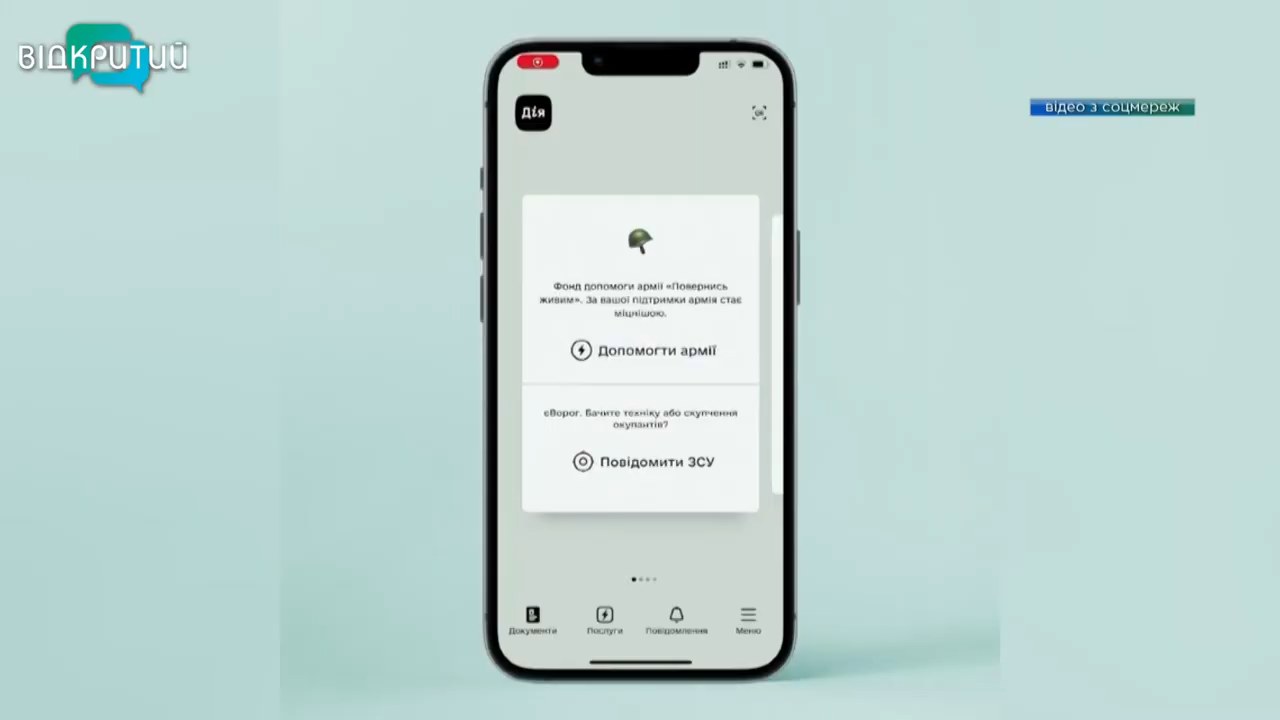 ВІДКРИТИЙ
відео з соцмереж
Дія
Фонд допомоги армії «Повернись
живим». За вашої підтримки армія стає
міцнішою.
Допомогти армії
єВорог. Бачите техніку або скупчення
окупантів?
Повідомити ЗСУ
Документи
Послуги
Повідомлення
Меню